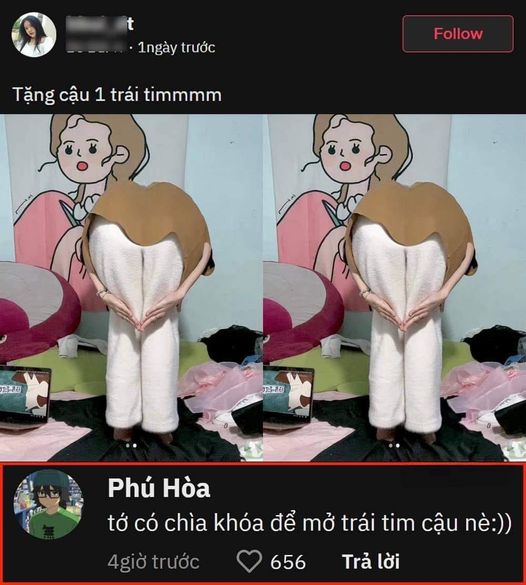 1ngày trước
Follow
Tặng cậu 1 trái timmmm
Phú Hòa
tớ có chìa khóa để mở trái tim cậu nè:))
4giờ trước
656
Trả lời